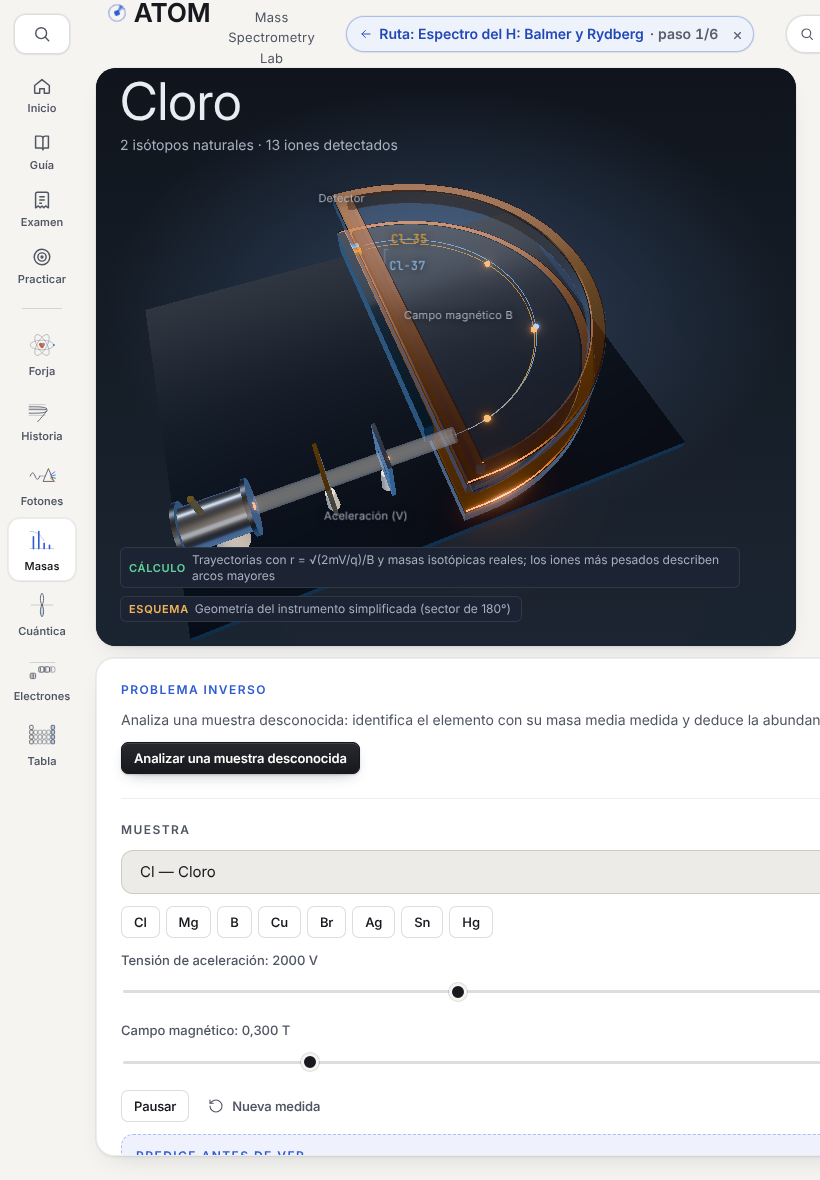 ATOM
Mass
Spectrometry
Lab
← Ruta: Espectro del H: Balmer y Rydberg · paso 1/6 ×
Inicio
Guía
Examen
Practicar
Forja
Historia
Fotones
Masas
Cuántica
Electrones
Tabla
Cloro
2 isótopos naturales · 13 iones detectados
Detector
Cl-35
Cl-37
Campo magnético B
Aceleración (V)
CÁLCULO Trayectorias con r = √(2mV/q)/B y masas isotópicas reales; los iones más pesados describen
arcos mayores
ESQUEMA Geometría del instrumento simplificada (sector de 180°)
PROBLEMA INVERSO
Analiza una muestra desconocida: identifica el elemento con su masa media medida y deduce la abundan
Analizar una muestra desconocida
MUESTRA
Cl — Cloro
Cl Mg B Cu Br Ag Sn Hg
Tensión de aceleración: 2000 V
Campo magnético: 0,300 T
Pausar Nueva medida
PREDICE ANTES DE VER